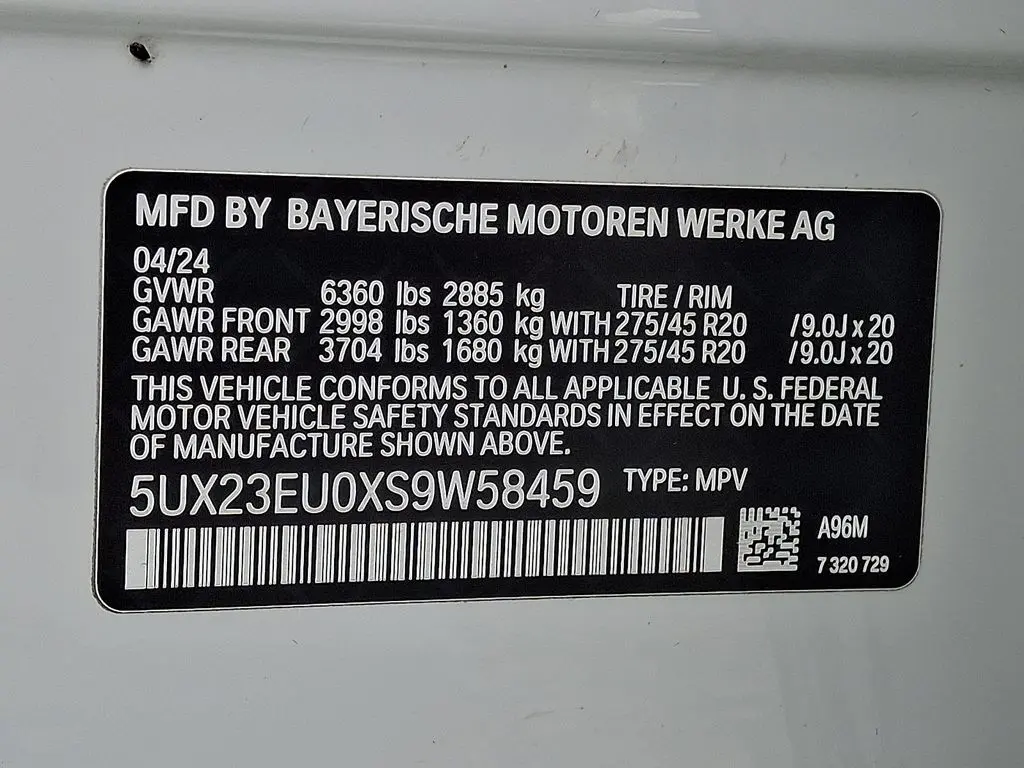 MFD BY BAYERISCHE MOTOREN WERKE AG
04/24
GVWR 6360 lbs 2885 kg TIRE / RIM
GAWR FRONT 2998 lbs 1360 kg WITH 275/45 R20 /9.0J x 20
GAWR REAR 3704 lbs 1680 kg WITH 275/45 R20 /9.0J x 20
THIS VEHICLE CONFORMS TO ALL APPLICABLE U. S. FEDERAL
MOTOR VEHICLE SAFETY STANDARDS IN EFFECT ON THE DATE
OF MANUFACTURE SHOWN ABOVE.
5UX23EU0XS9W58459 TYPE: MPV
A96M
7 320 729